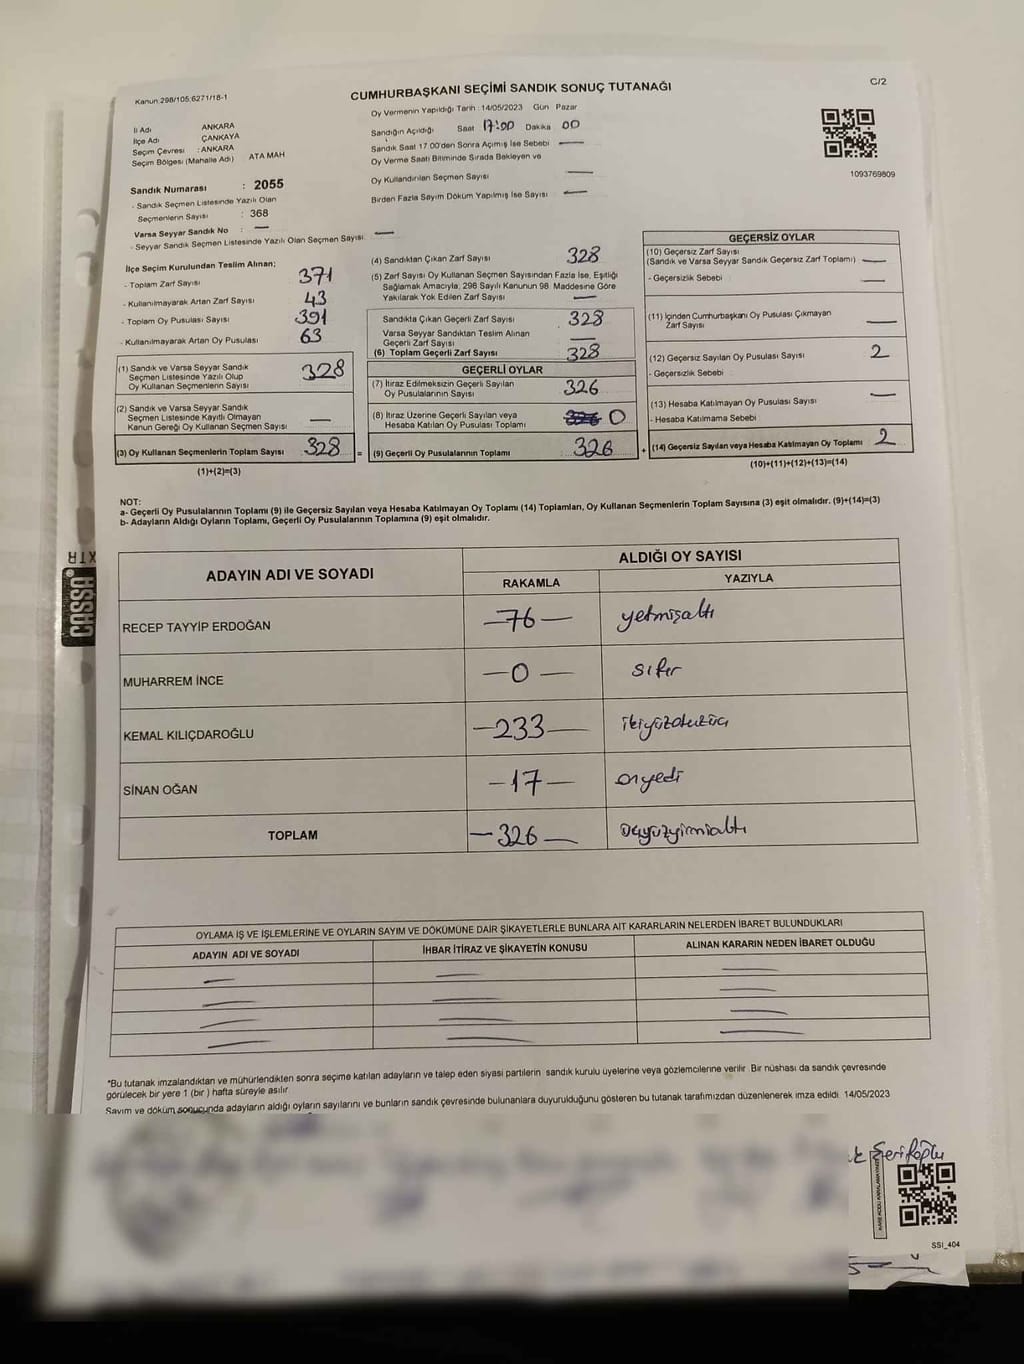 Kanun:298/105;6271/18-1
CUMHURBAŞKANI SEÇİMİ SANDIK SONUÇ TUTANAĞI
C/2
Oy Vermenin Yapıldığı Tarih : 14/05/2023 Gün Pazar
İl Adı ANKARA
İlçe Adı ÇANKAYA
Seçim Çevresi : ANKARA
Seçim Bölgesi (Mahalle Adı) ATA MAH
Sandığın Açıldığı Saat 17:00 Dakika 00
Sandık Saat 17:00'den Sonra Açımış İse Sebebi —
Oy Verme Saati Bitiminde Sırada Bekleyen ve
Oy Kullandırılan Seçmen Sayısı —
Birden Fazla Sayım Döküm Yapılmış İse Sayısı —
1093769809
Sandık Numarası : 2055
- Sandık Seçmen Listesinde Yazılı Olan
Seçmenlerin Sayısı : 368
Varsa Seyyar Sandık No : —
- Seyyar Sandık Seçmen Listesinde Yazılı Olan Seçmen Sayısı: —
İlçe Seçim Kurulundan Teslim Alınan;
- Toplam Zarf Sayısı 371
- Kullanılmayarak Artan Zarf Sayısı 43
- Toplam Oy Pusulası Sayısı 391
- Kullanılmayarak Artan Oy Pusulası 63
(1) Sandık ve Varsa Seyyar Sandık
Seçmen Listesinde Yazılı Olup
Oy Kullanan Seçmenlerin Sayısı 328
(2) Sandık ve Varsa Seyyar Sandık
Seçmen Listesinde Kayıtlı Olmayan
Kanun Gereği Oy Kullanan Seçmen Sayısı —
(3) Oy Kullanan Seçmenlerin Toplam Sayısı 328 =
(1)+(2)=(3)
(4) Sandıktan Çıkan Zarf Sayısı 328
(5) Zarf Sayısı Oy Kullanan Seçmen Sayısından Fazla İse, Eşitliği
Sağlamak Amacıyla; 298 Sayılı Kanunun 98. Maddesine Göre
Yakılarak Yok Edilen Zarf Sayısı —
Sandıkta Çıkan Geçerli Zarf Sayısı 328
Varsa Seyyar Sandıktan Teslim Alınan
Geçerli Zarf Sayısı —
(6) Toplam Geçerli Zarf Sayısı 328
GEÇERLİ OYLAR
(7) İtiraz Edilmeksizin Geçerli Sayılan
Oy Pusulalarının Sayısı 326
(8) İtiraz Üzerine Geçerli Sayılan veya
Hesaba Katılan Oy Pusulası Toplamı 0
(9) Geçerli Oy Pusulalarının Toplamı 326 +
GEÇERSİZ OYLAR
(10) Geçersiz Zarf Sayısı
(Sandık ve Varsa Seyyar Sandık Geçersiz Zarf Toplamı) —
- Geçersizlik Sebebi —
(11) İçinden Cumhurbaşkanı Oy Pusulası Çıkmayan
Zarf Sayısı —
(12) Geçersiz Sayılan Oy Pusulası Sayısı 2
- Geçersizlik Sebebi
(13) Hesaba Katılmayan Oy Pusulası Sayısı —
- Hesaba Katılmama Sebebi
(14) Geçersiz Sayılan veya Hesaba Katılmayan Oy Toplamı 2
(10)+(11)+(12)+(13)=(14)
NOT:
a- Geçerli Oy Pusulalarının Toplamı (9) ile Geçersiz Sayılan veya Hesaba Katılmayan Oy Toplamı (14) Toplamları, Oy Kullanan Seçmenlerin Toplam Sayısına (3) eşit olmalıdır. (9)+(14)=(3)
b- Adayların Aldığı Oyların Toplamı, Geçerli Oy Pusulalarının Toplamına (9) eşit olmalıdır.
ADAYIN ADI VE SOYADI
ALDIĞI OY SAYISI
RAKAMLA YAZIYLA
RECEP TAYYİP ERDOĞAN —76— yetmişaltı
MUHARREM İNCE —0— sıfır
KEMAL KILIÇDAROĞLU —233— ikiyüzotuzüç
SİNAN OĞAN —17— onyedi
TOPLAM —326— üçyüzyirmialtı
CASSA
OYLAMA İŞ VE İŞLEMLERİNE VE OYLARIN SAYIM VE DÖKÜMÜNE DAİR ŞİKAYETLERLE BUNLARA AİT KARARLARIN NELERDEN İBARET BULUNDUKLARI
ADAYIN ADI VE SOYADI İHBAR İTİRAZ VE ŞİKAYETİN KONUSU ALINAN KARARIN NEDEN İBARET OLDUĞU
*Bu tutanak imzalandıktan ve mühürlendikten sonra seçime katılan adayların ve talep eden siyasi partilerin sandık kurulu üyelerine veya gözlemcilerine verilir. Bir nüshası da sandık çevresinde
görülecek bir yere 1 (bir) hafta süreyle asılır.
Sayım ve döküm sonucunda adayların aldığı oyların sayılarını ve bunların sandık çevresinde bulunanlara duyurulduğunu gösteren bu tutanak tarafımızdan düzenlenerek imza edildi. 14/05/2023
SSI_404